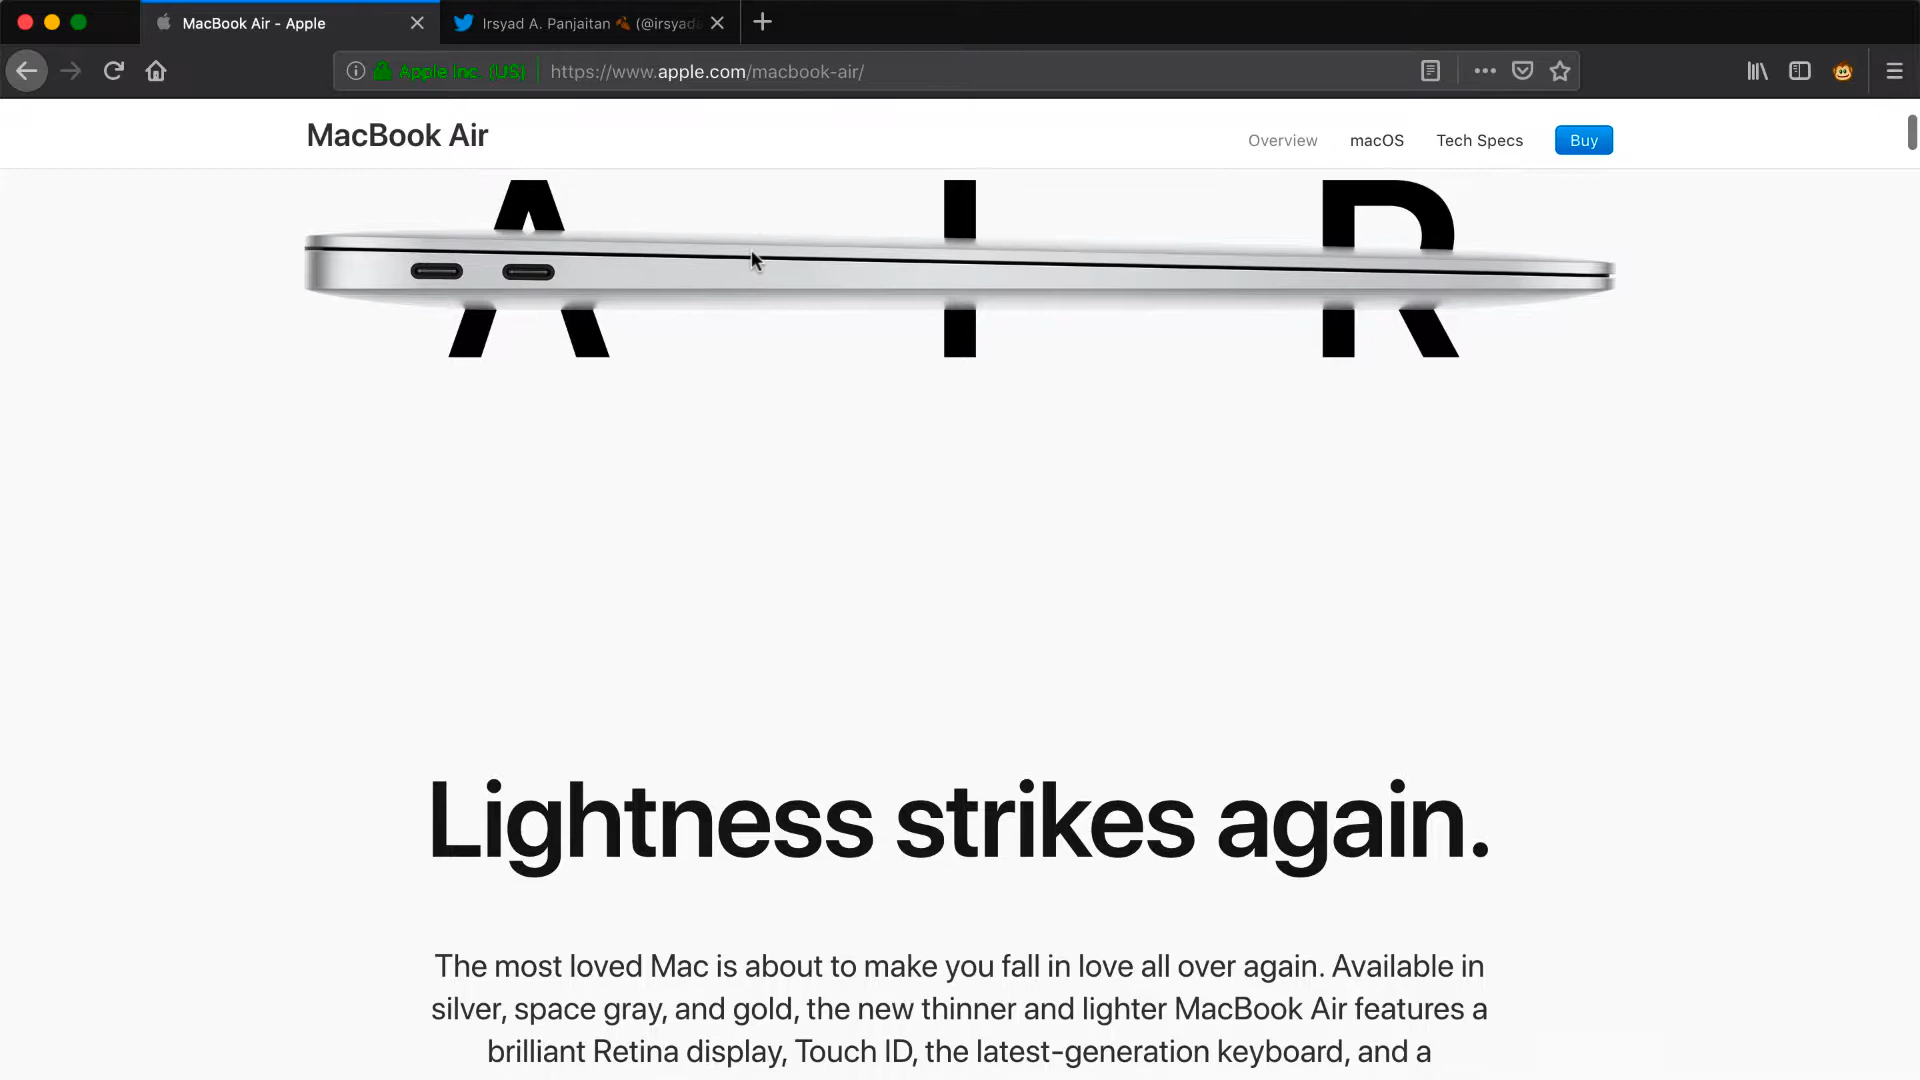 MacBook Air - Apple
Irsyad A. Panjaitan 🍂 (@irsyad
Apple Inc. (US)
https://www.apple.com/macbook-air/
MacBook Air
Overview
macOS
Tech Specs
Buy
AIR
Lightness strikes again.
The most loved Mac is about to make you fall in love all over again. Available in
silver, space gray, and gold, the new thinner and lighter MacBook Air features a
brilliant Retina display, Touch ID, the latest-generation keyboard, and a